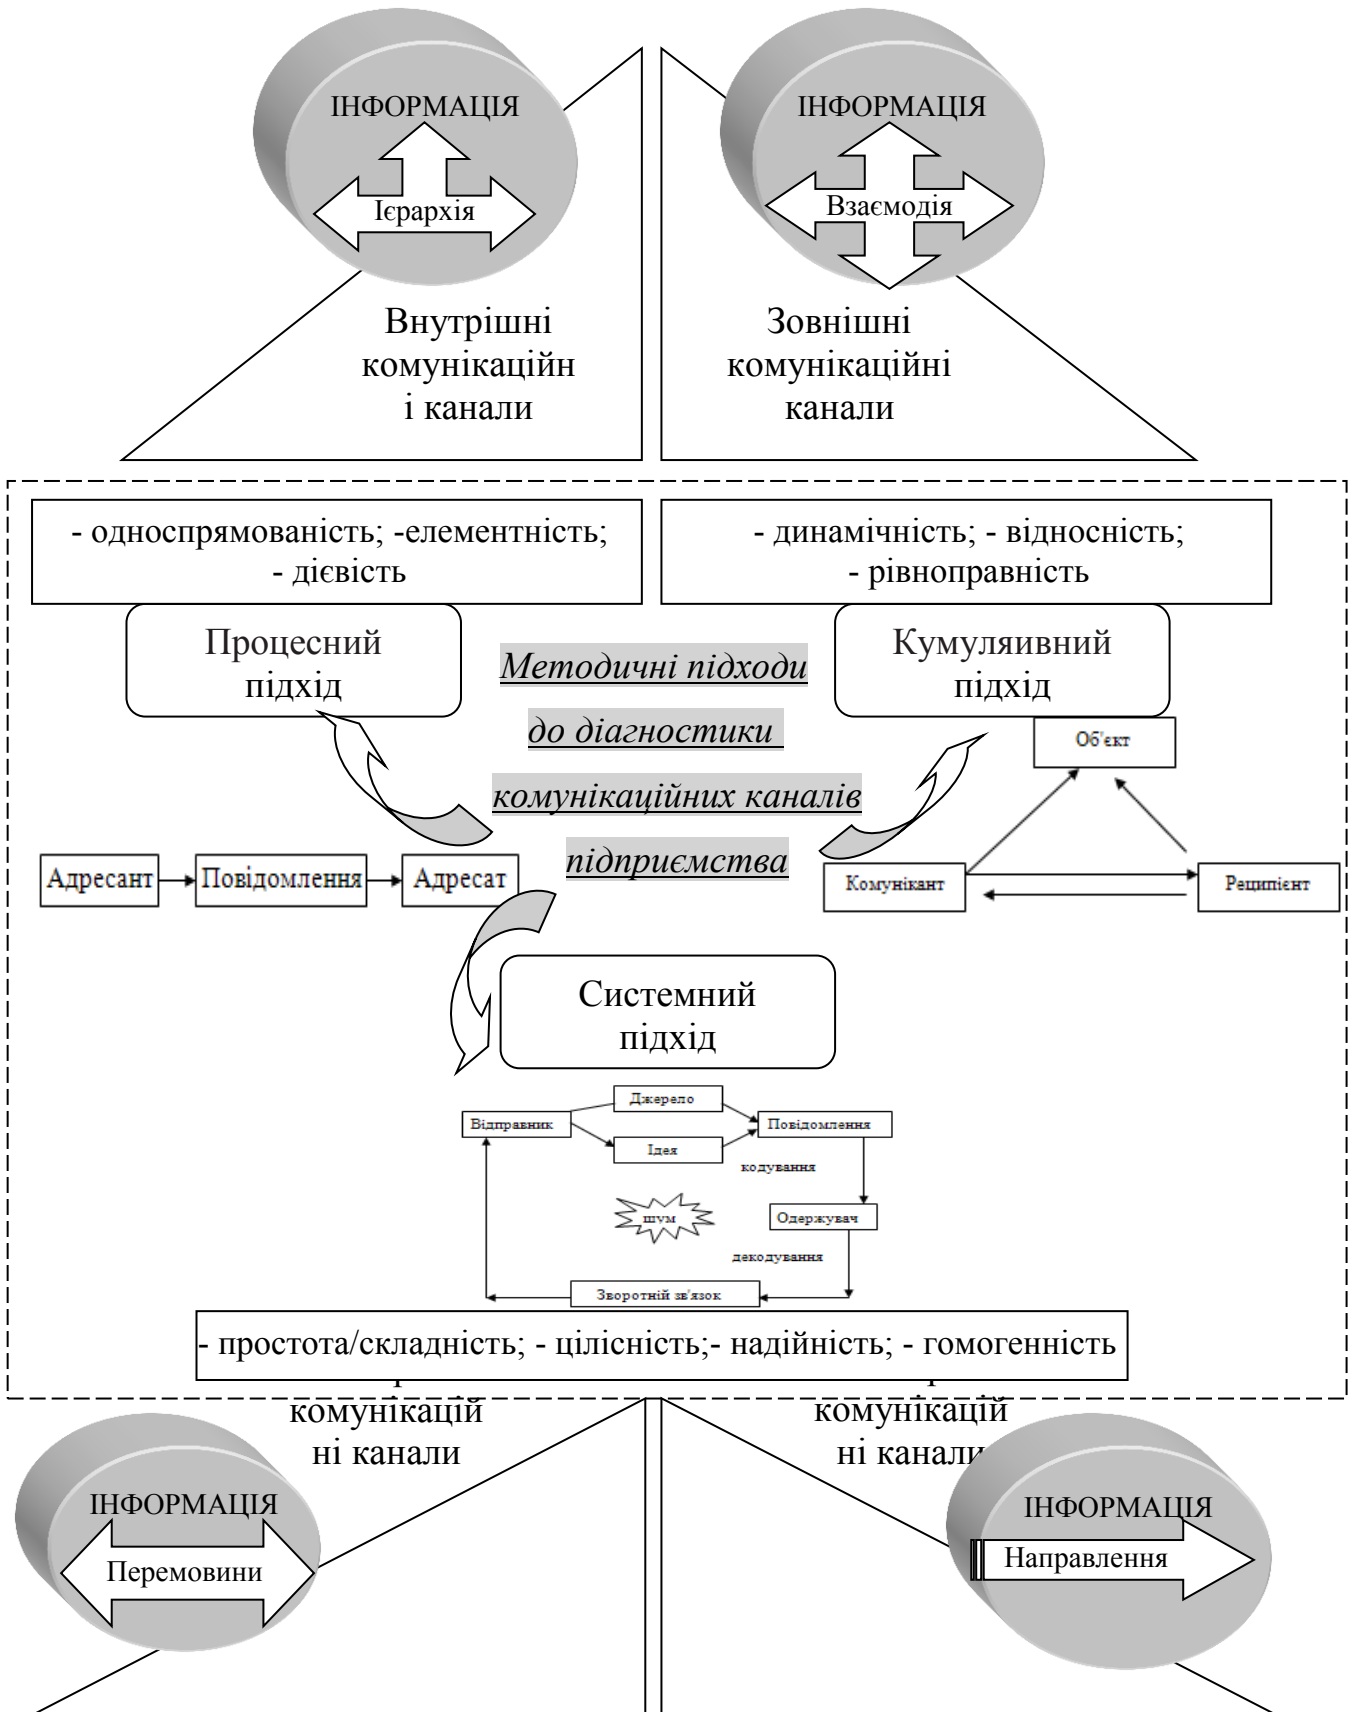 ІНФОРМАЦІЯ
Ієрархія
Внутрішні
комунікаційн
і канали
ІНФОРМАЦІЯ
Взаємодія
Зовнішні
комунікаційні
канали
- односпрямованість; -елементність;
- дієвість
- динамічність; - відносність;
- рівноправність
Процесний
підхід
Методичні підходи
до діагностики
комунікаційних каналів
підприємства
Кумуляивний
підхід
Адресант
Повідомлення
Адресат
Об'єкт
Комунікант
Реципієнт
Системний
підхід
Відправник
Джерело
Ідея
Повідомлення
кодування
шум
Одержувач
декодування
Зворотній зв'язок
- простота/складність; - цілісність;- надійність; - гомогенність
комунікацій
ні канали
комунікацій
ні канали
ІНФОРМАЦІЯ
Перемовини
ІНФОРМАЦІЯ
Направлення